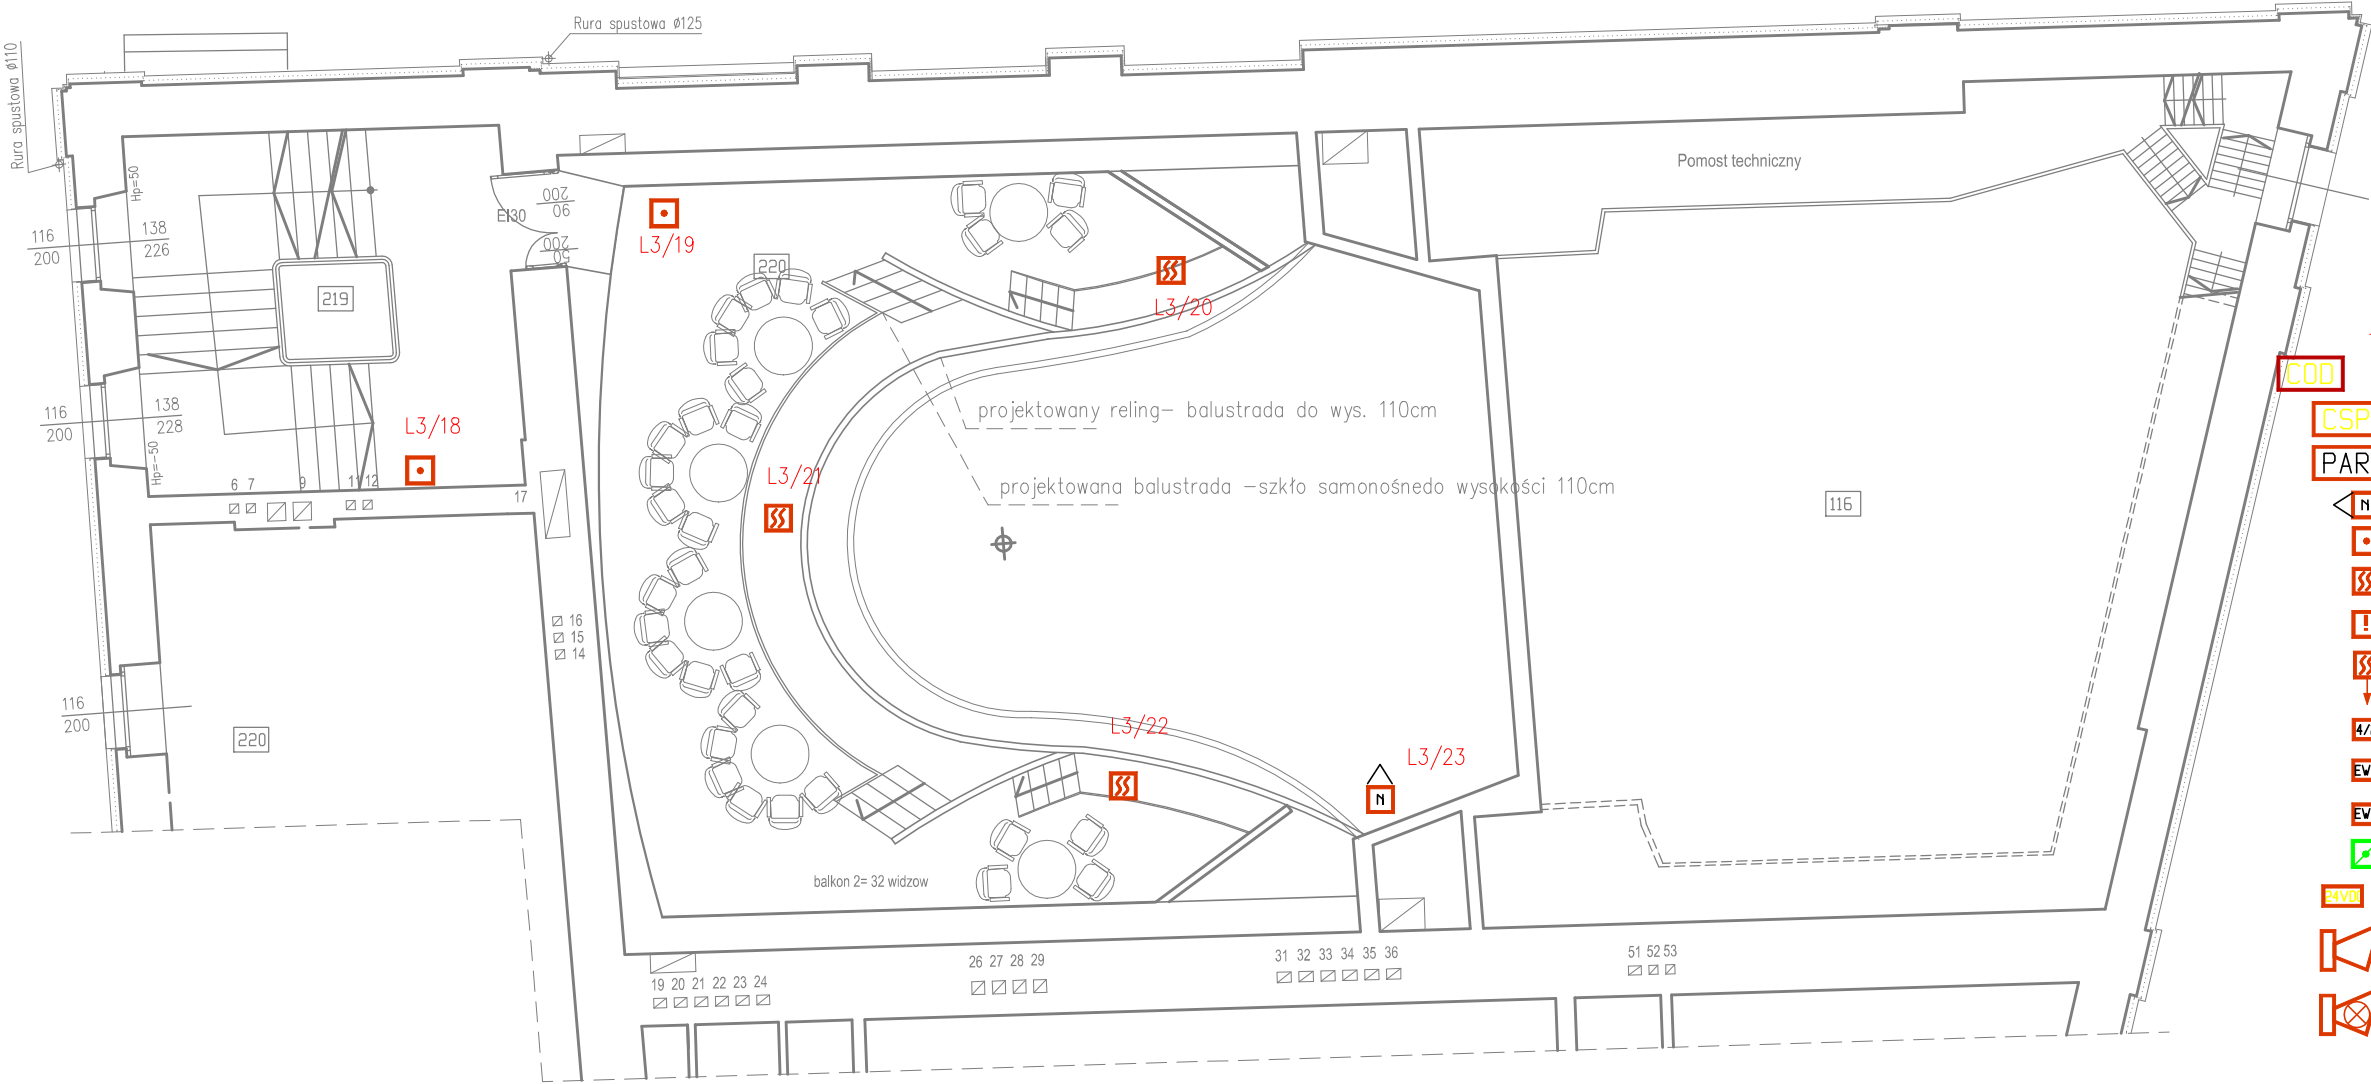 Rura spustowa Ø125
Rura spustowa Ø110
Pomost techniczny
Hp=50
EI30
200
90
200
50
116
200
138
226
L3/19
220
219
L3/20
COD
116
200
138
228
L3/18
projektowany reling- balustrada do wys. 110cm
CSP
PAR
Hp=-50
L3/21
6 7 9 11 12
17
projektowana balustrada -szkło samonośnedo wysokości 110cm
116
N
!
16
15
14
116
200
220
L3/22
L3/23
N
4/
EW
EW
balkon 2= 32 widzow
24VD
19 20 21 22 23 24
26 27 28 29
31 32 33 34 35 36
51 52 53